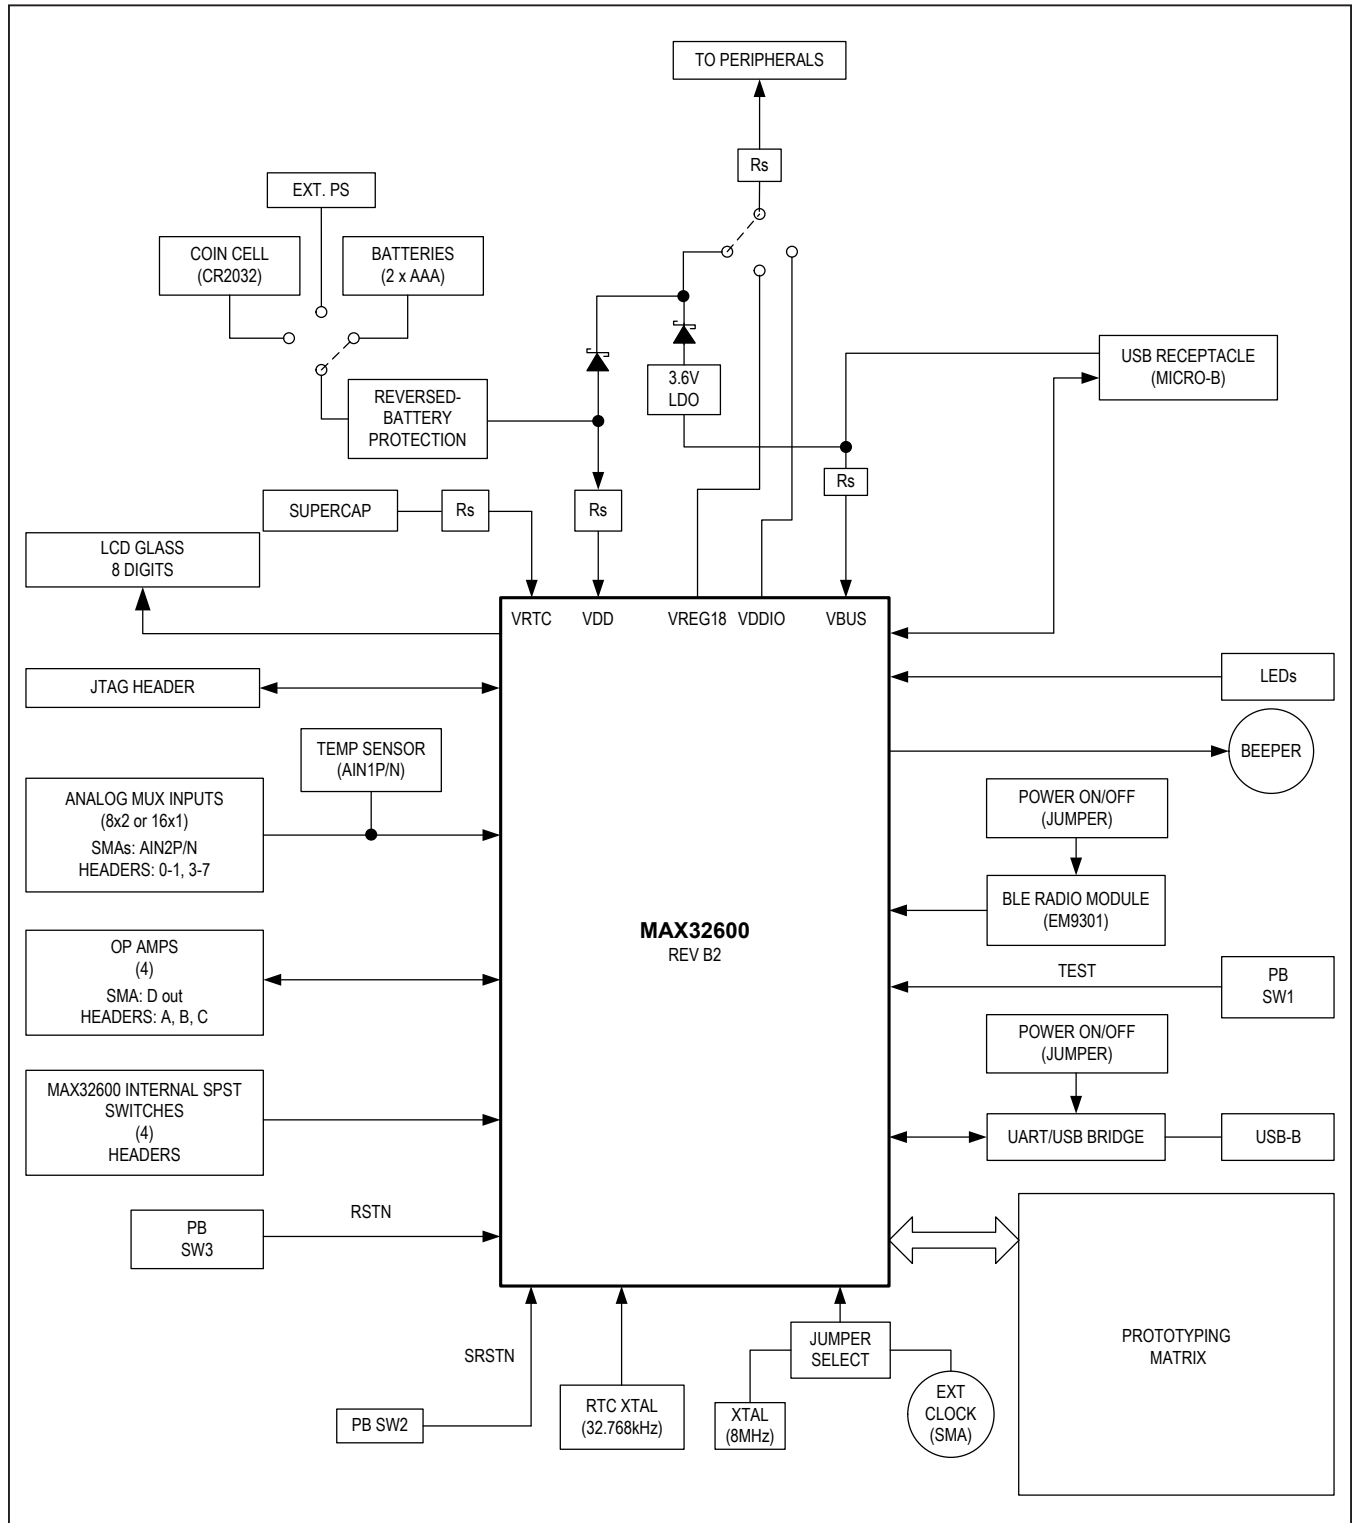 TO PERIPHERALS
Rs
EXT. PS
COIN CELL
(CR2032)
BATTERIES
(2 x AAA)
USB RECEPTACLE
(MICRO-B)
3.6V
LDO
REVERSED-
BATTERY
PROTECTION
Rs
SUPERCAP
Rs
Rs
LCD GLASS
8 DIGITS
VRTC
VDD
VREG18
VDDIO
VBUS
JTAG HEADER
LEDs
TEMP SENSOR
(AIN1P/N)
BEEPER
ANALOG MUX INPUTS
(8x2 or 16x1)
SMAs: AIN2P/N
HEADERS: 0-1, 3-7
POWER ON/OFF
(JUMPER)
BLE RADIO MODULE
(EM9301)
MAX32600
REV B2
OP AMPS
(4)
SMA: D out
HEADERS: A, B, C
TEST
PB
SW1
POWER ON/OFF
(JUMPER)
MAX32600 INTERNAL SPST
SWITCHES
(4)
HEADERS
UART/USB BRIDGE
USB-B
RSTN
PB
SW3
PROTOTYPING
MATRIX
SRSTN
JUMPER
SELECT
PB SW2
RTC XTAL
(32.768kHz)
XTAL
(8MHz)
EXT
CLOCK
(SMA)